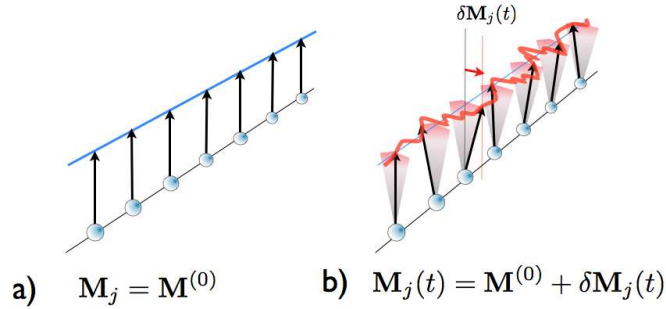 δM_j(t)
a) M_j = M^(0)
b) M_j(t) = M^(0) + δM_j(t)